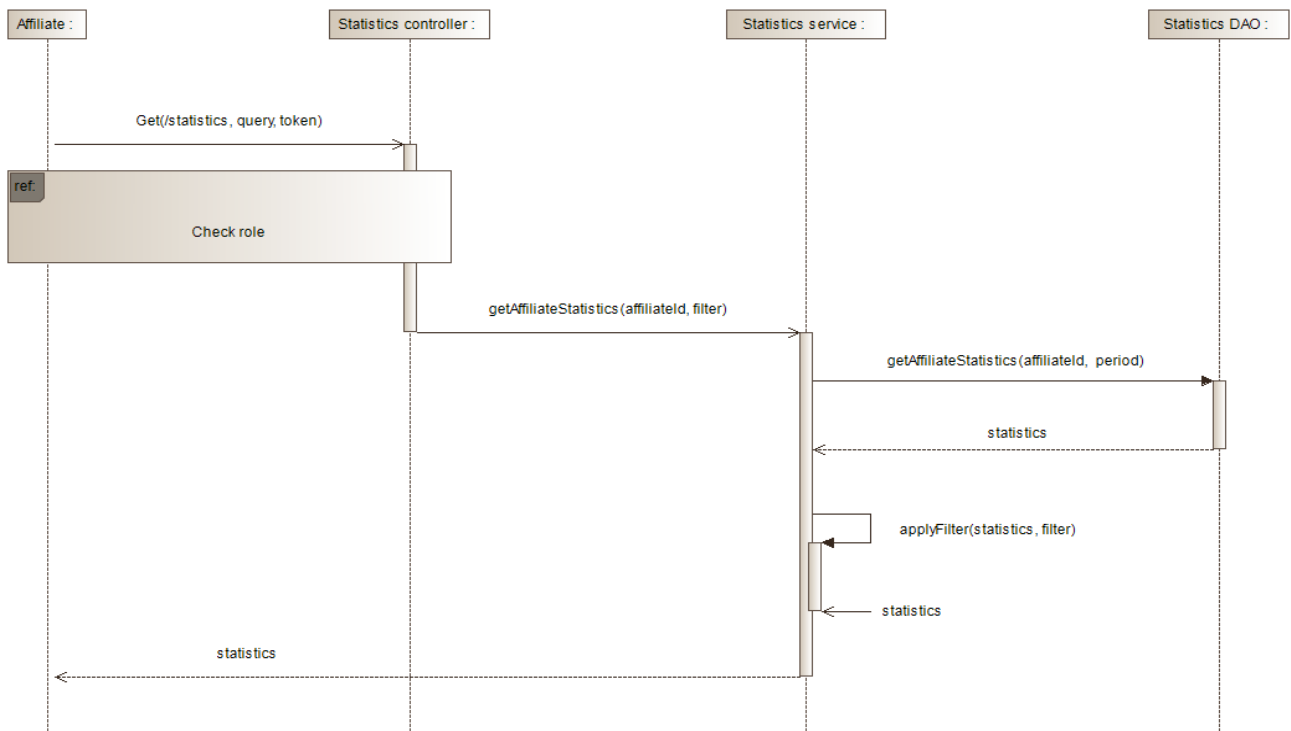 Affiliate :
Statistics controller :
Statistics service :
Statistics DAO :
Get(/statistics, query, token)
ref:
Check role
getAffiliateStatistics(affiliateId, filter)
getAffiliateStatistics(affiliateId, period)
statistics
applyFilter(statistics, filter)
statistics
statistics